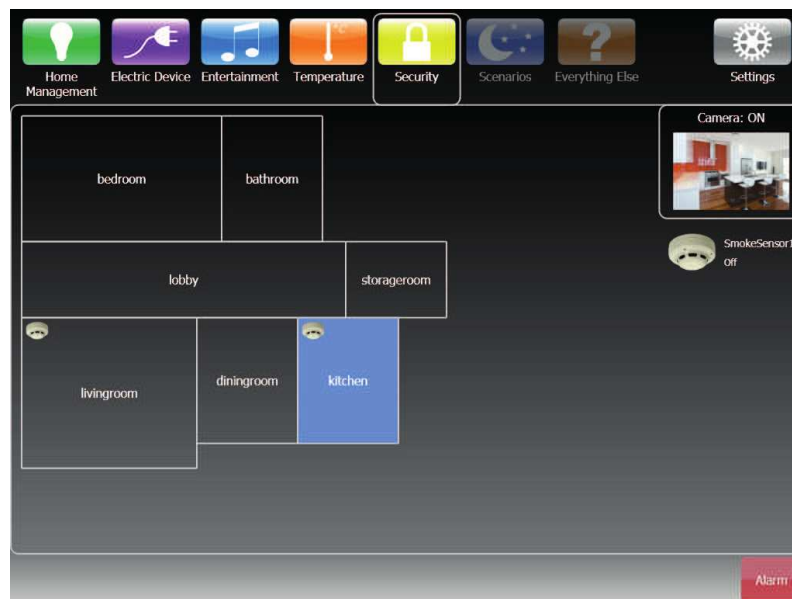 °C
Home
Management
Electric Device
Entertainment
Temperature
Security
Scenarios
Everything Else
Settings
Camera: ON
bedroom
bathroom
SmokeSensor1
Off
lobby
storageroom
livingroom
diningroom
kitchen
Alarm